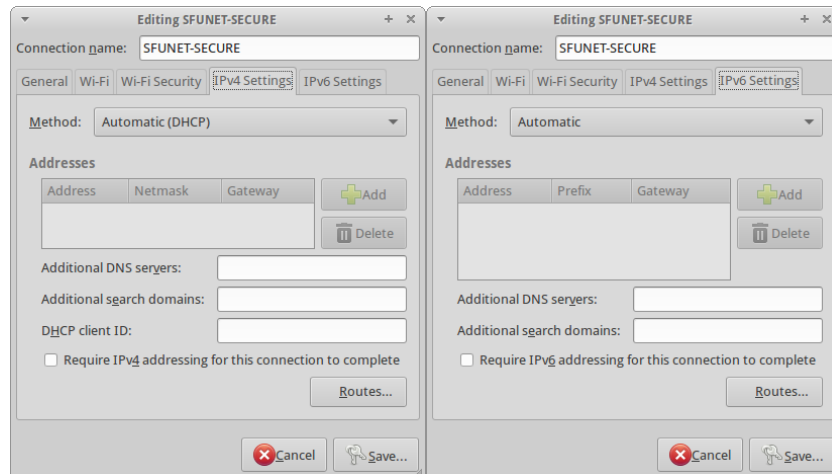 Editing SFUNET-SECURE
Connection name: SFUNET-SECURE
General Wi-Fi Wi-Fi Security IPv4 Settings IPv6 Settings
Method: Automatic (DHCP)
Addresses
Address Netmask Gateway
Add
Delete
Additional DNS servers:
Additional search domains:
DHCP client ID:
Require IPv4 addressing for this connection to complete
Routes...
Cancel Save...
Editing SFUNET-SECURE
Connection name: SFUNET-SECURE
General Wi-Fi Wi-Fi Security IPv4 Settings IPv6 Settings
Method: Automatic
Addresses
Address Prefix Gateway
Add
Delete
Additional DNS servers:
Additional search domains:
Require IPv6 addressing for this connection to complete
Routes...
Cancel Save...